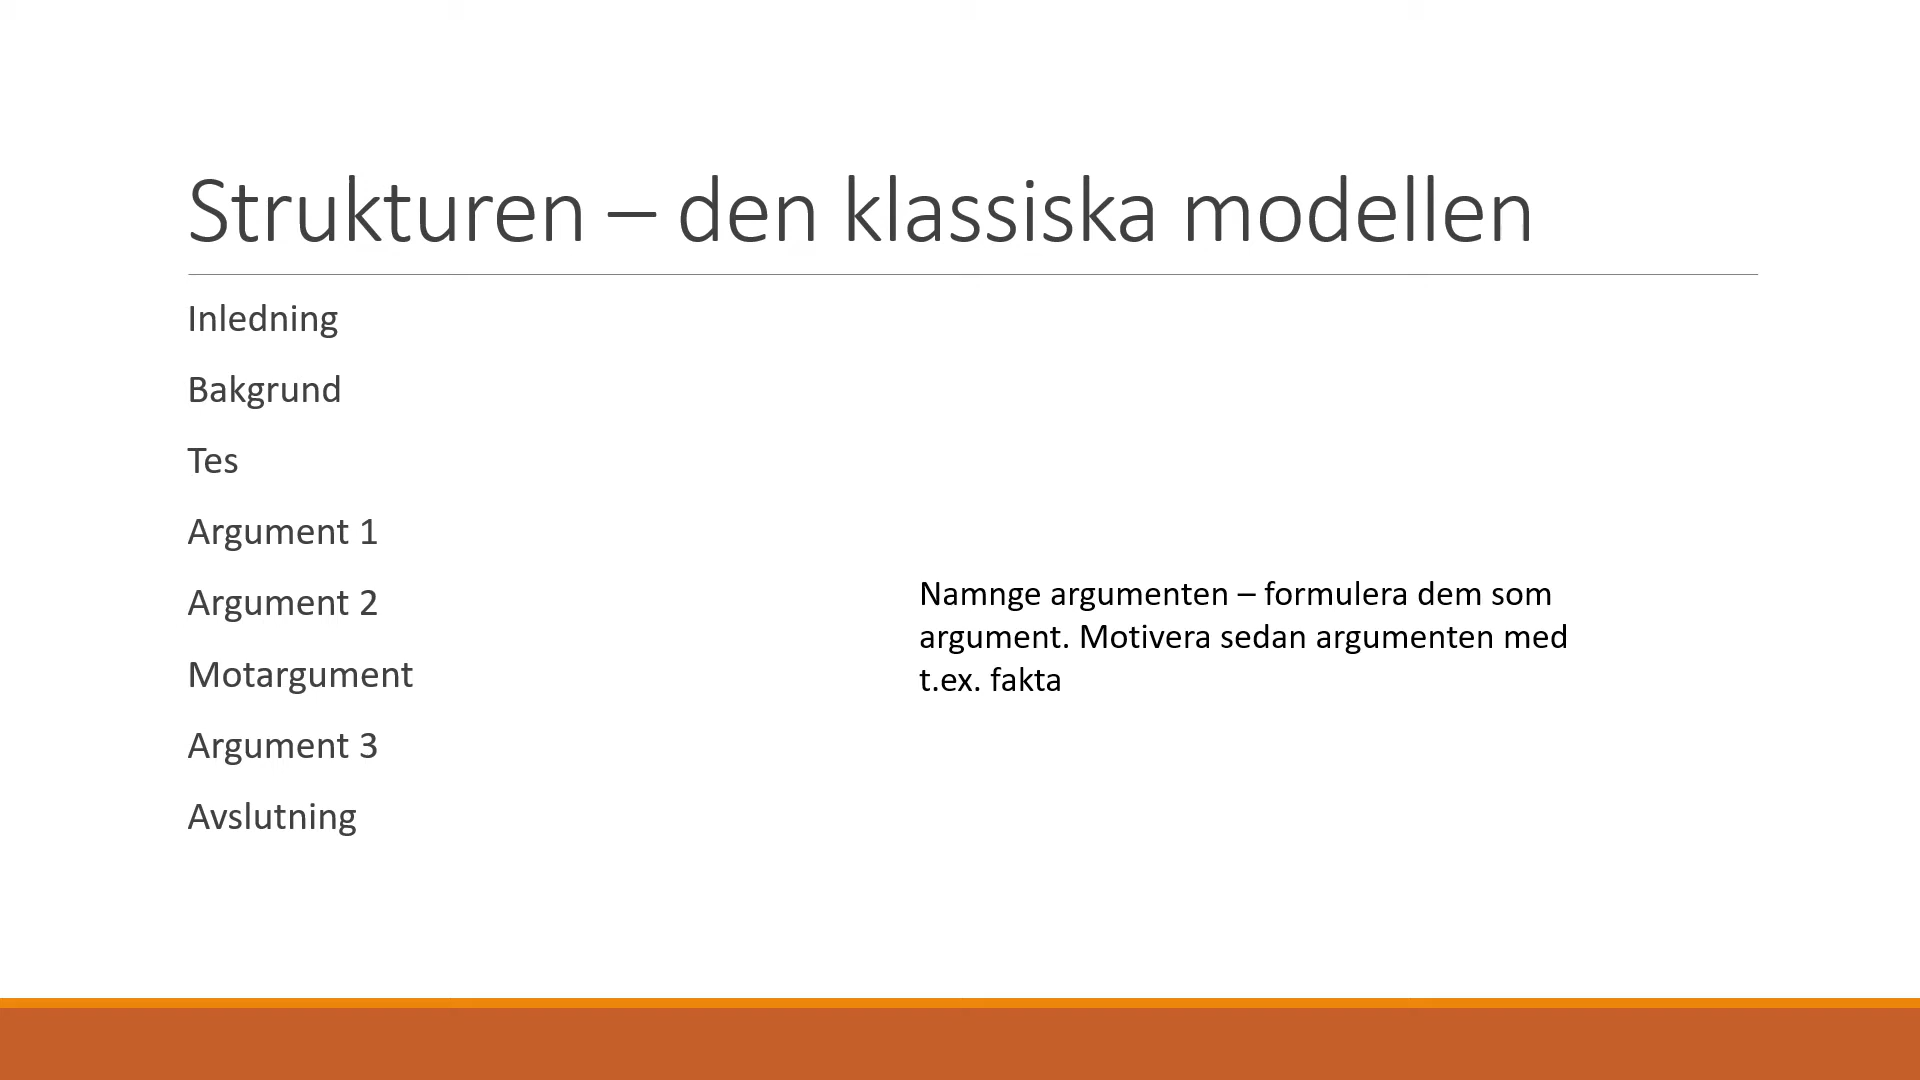 Strukturen – den klassiska modellen
Inledning
Bakgrund
Tes
Argument 1
Argument 2
Motargument
Argument 3
Avslutning
Namnge argumenten – formulera dem som
argument. Motivera sedan argumenten med
t.ex. fakta